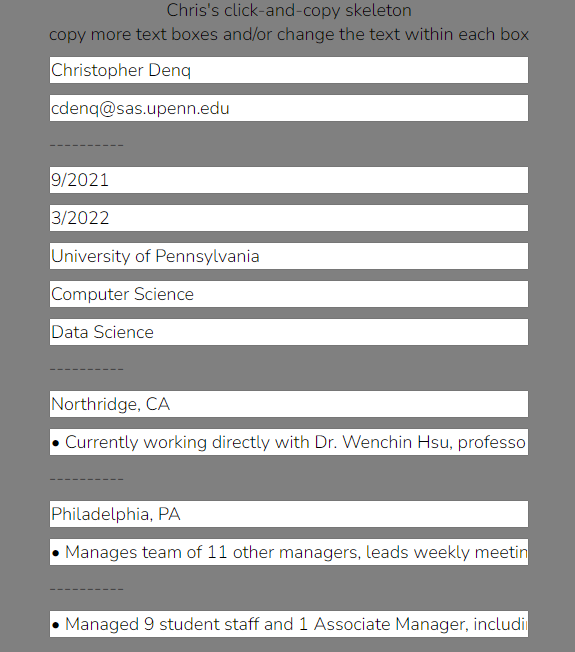 Chris's click-and-copy skeleton
copy more text boxes and/or change the text within each box
Christopher Denq
cdenq@sas.upenn.edu
----------
9/2021
3/2022
University of Pennsylvania
Computer Science
Data Science
----------
Northridge, CA
• Currently working directly with Dr. Wenchin Hsu, professo
----------
Philadelphia, PA
• Manages team of 11 other managers, leads weekly meetin
----------
• Managed 9 student staff and 1 Associate Manager, includi